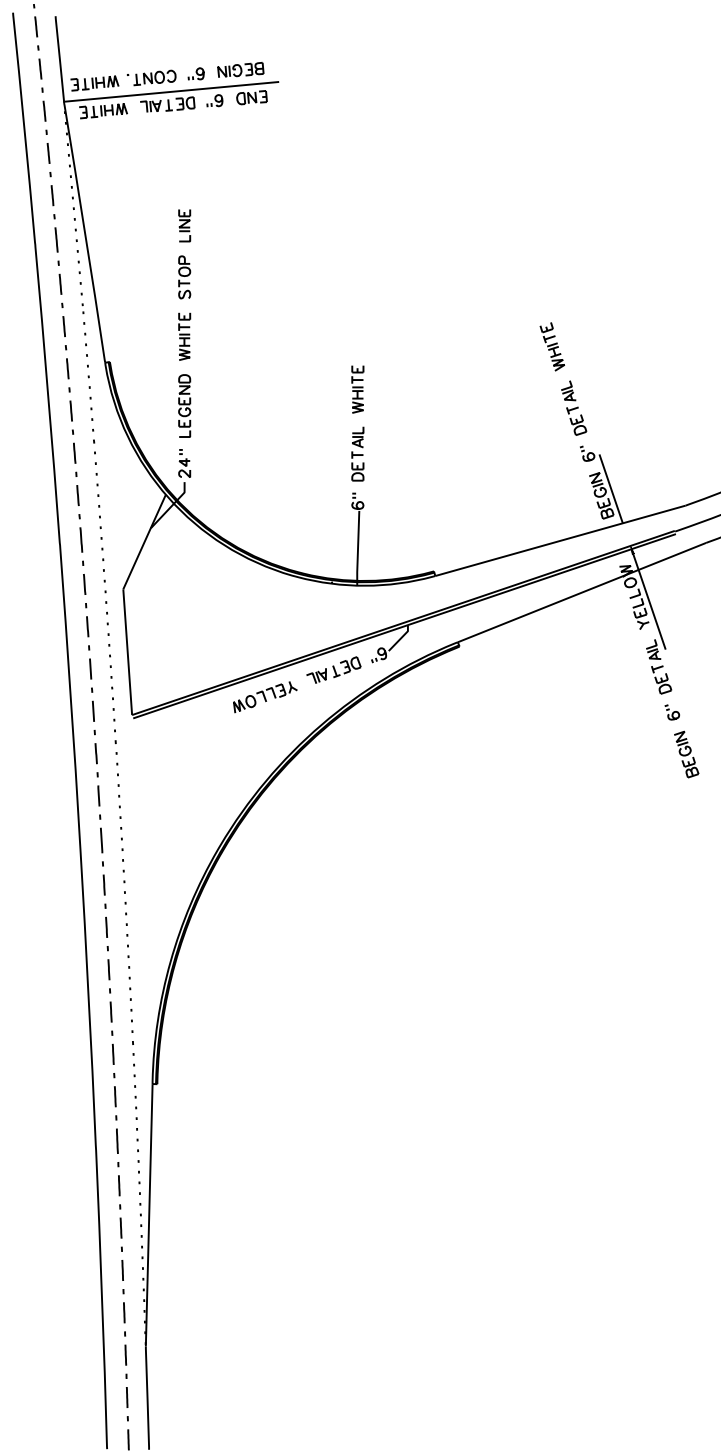 BEGIN 6" CONT. WHITE
END 6" DETAIL WHITE
24" LEGEND WHITE STOP LINE
6" DETAIL WHITE
BEGIN 6" DETAIL WHITE
6" DETAIL YELLOW
BEGIN 6" DETAIL YELLOW